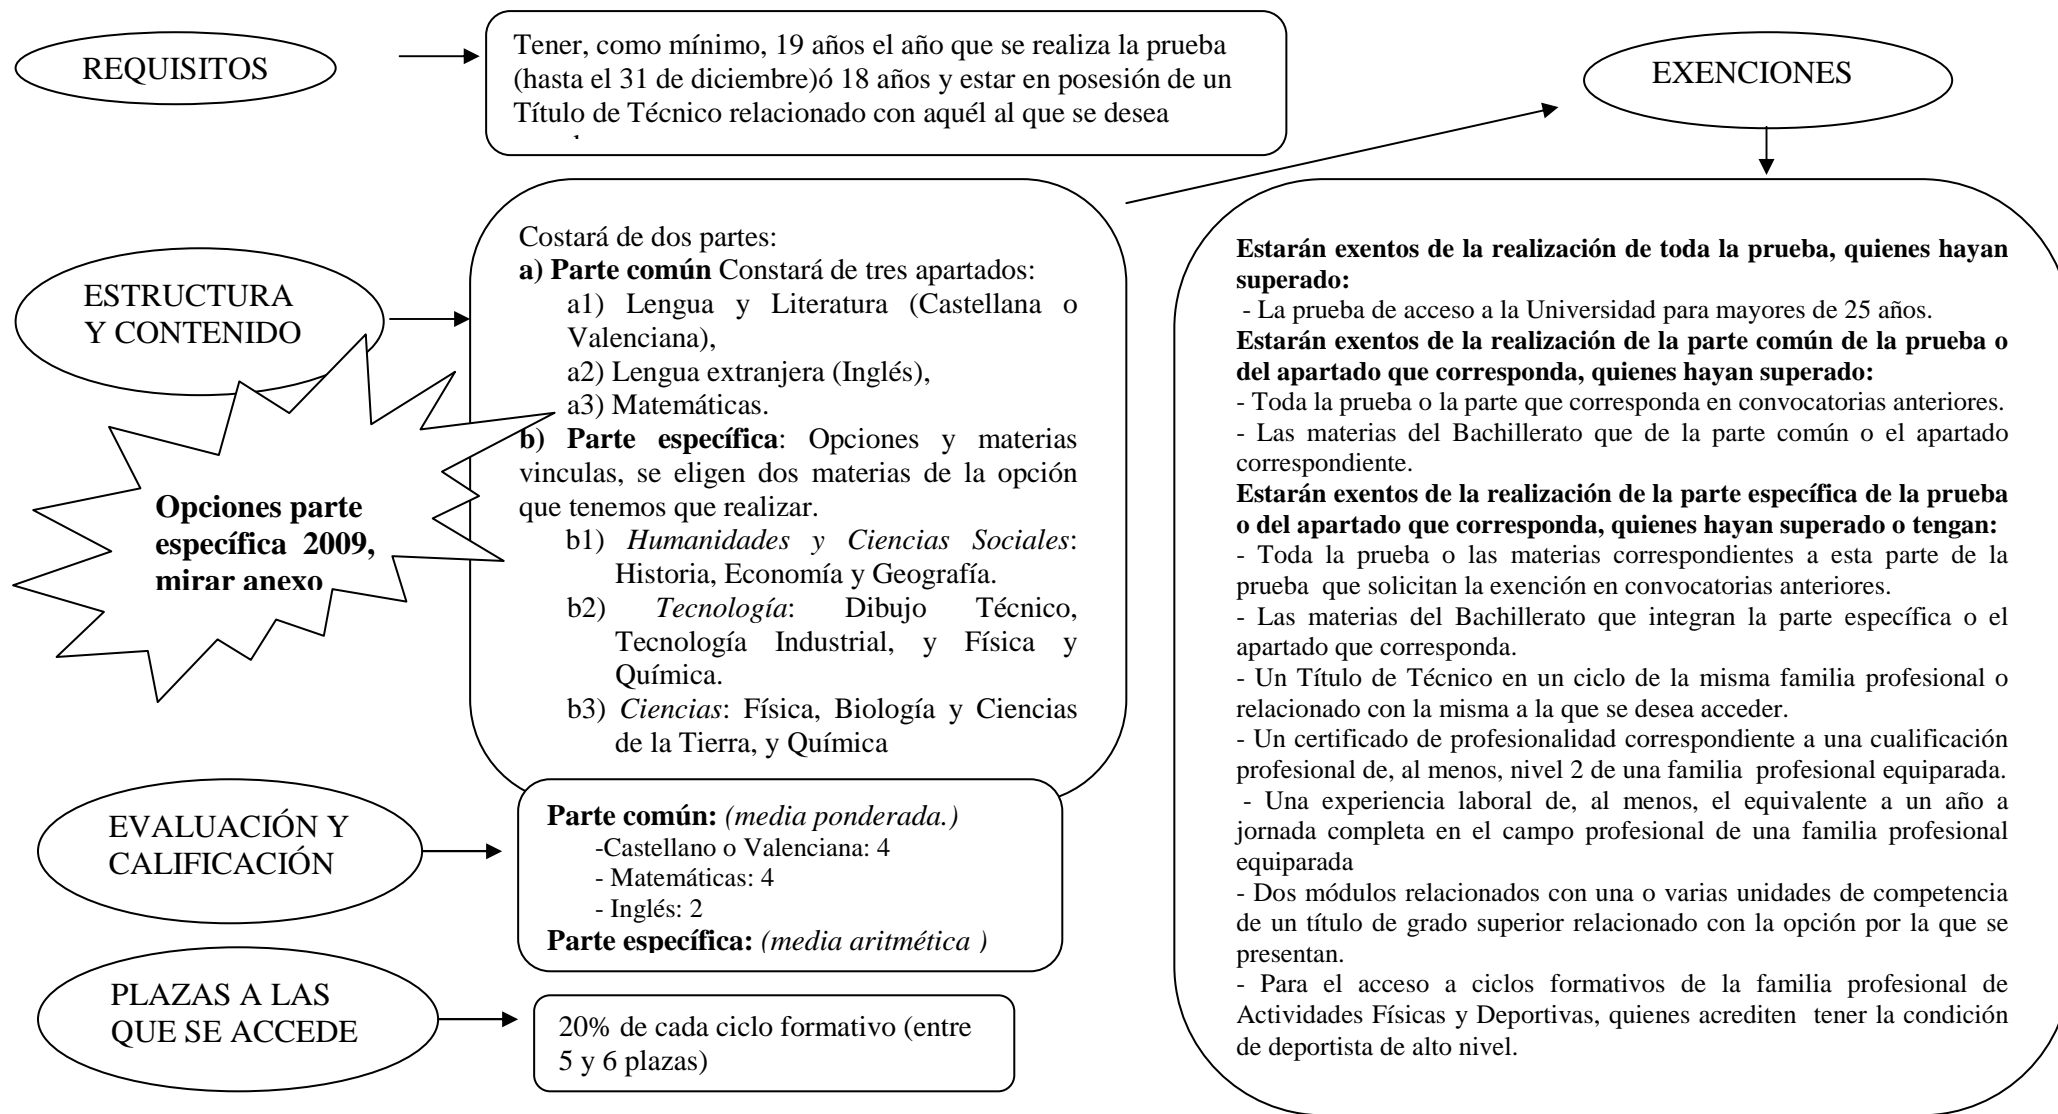 REQUISITOS
Tener, como mínimo, 19 años el año que se realiza la prueba
(hasta el 31 de diciembre)ó 18 años y estar en posesión de un
Título de Técnico relacionado con aquél al que se desea
EXENCIONES
ESTRUCTURA
Y CONTENIDO
Opciones parte
específica 2009,
mirar anexo
Costará de dos partes:
a) Parte común Constará de tres apartados:
a1) Lengua y Literatura (Castellana o
Valenciana),
a2) Lengua extranjera (Inglés),
a3) Matemáticas.
b) Parte específica: Opciones y materias
vinculas, se eligen dos materias de la opción
que tenemos que realizar.
b1) Humanidades y Ciencias Sociales:
Historia, Economía y Geografía.
b2) Tecnología: Dibujo Técnico,
Tecnología Industrial, y Física y
Química.
b3) Ciencias: Física, Biología y Ciencias
de la Tierra, y Química
Estarán exentos de la realización de toda la prueba, quienes hayan
superado:
- La prueba de acceso a la Universidad para mayores de 25 años.
Estarán exentos de la realización de la parte común de la prueba o
del apartado que corresponda, quienes hayan superado:
- Toda la prueba o la parte que corresponda en convocatorias anteriores.
- Las materias del Bachillerato que de la parte común o el apartado
correspondiente.
Estarán exentos de la realización de la parte específica de la prueba
o del apartado que corresponda, quienes hayan superado o tengan:
- Toda la prueba o las materias correspondientes a esta parte de la
prueba que solicitan la exención en convocatorias anteriores.
- Las materias del Bachillerato que integran la parte específica o el
apartado que corresponda.
- Un Título de Técnico en un ciclo de la misma familia profesional o
relacionado con la misma a la que se desea acceder.
- Un certificado de profesionalidad correspondiente a una cualificación
profesional de, al menos, nivel 2 de una familia profesional equiparada.
- Una experiencia laboral de, al menos, el equivalente a un año a
jornada completa en el campo profesional de una familia profesional
equiparada
- Dos módulos relacionados con una o varias unidades de competencia
de un título de grado superior relacionado con la opción por la que se
presentan.
- Para el acceso a ciclos formativos de la familia profesional de
Actividades Físicas y Deportivas, quienes acrediten tener la condición
de deportista de alto nivel.
EVALUACIÓN Y
CALIFICACIÓN
Parte común: (media ponderada.)
-Castellano o Valenciana: 4
- Matemáticas: 4
- Inglés: 2
Parte específica: (media aritmética )
PLAZAS A LAS
QUE SE ACCEDE
20% de cada ciclo formativo (entre
5 y 6 plazas)